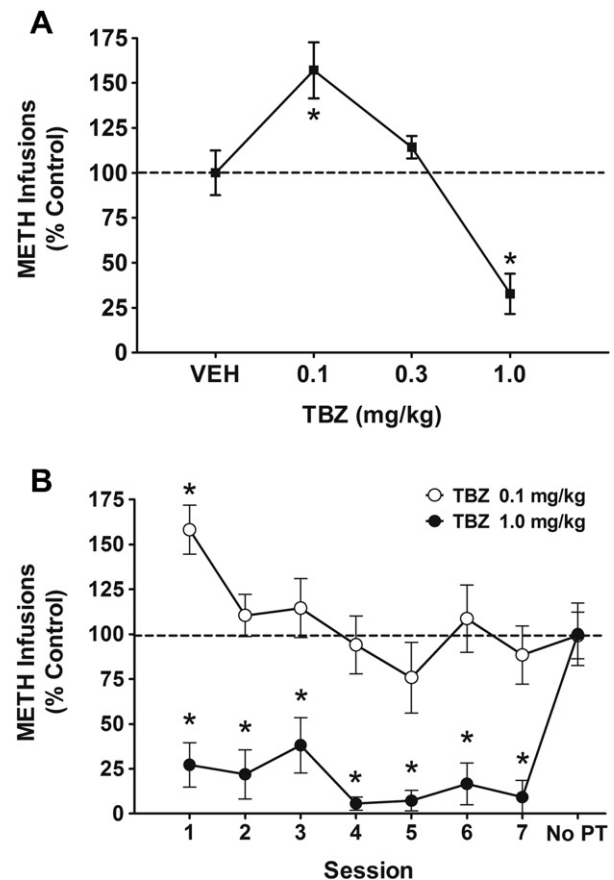 A
METH Infusions
(% Control)
175
150
125
100
75
50
25
0
*
*
VEH 0.1 0.3 1.0
TBZ (mg/kg)
B
METH Infusions
(% Control)
175
150
125
100
75
50
25
0
TBZ 0.1 mg/kg
TBZ 1.0 mg/kg
*
* * * * * * *
1 2 3 4 5 6 7 No PT
Session